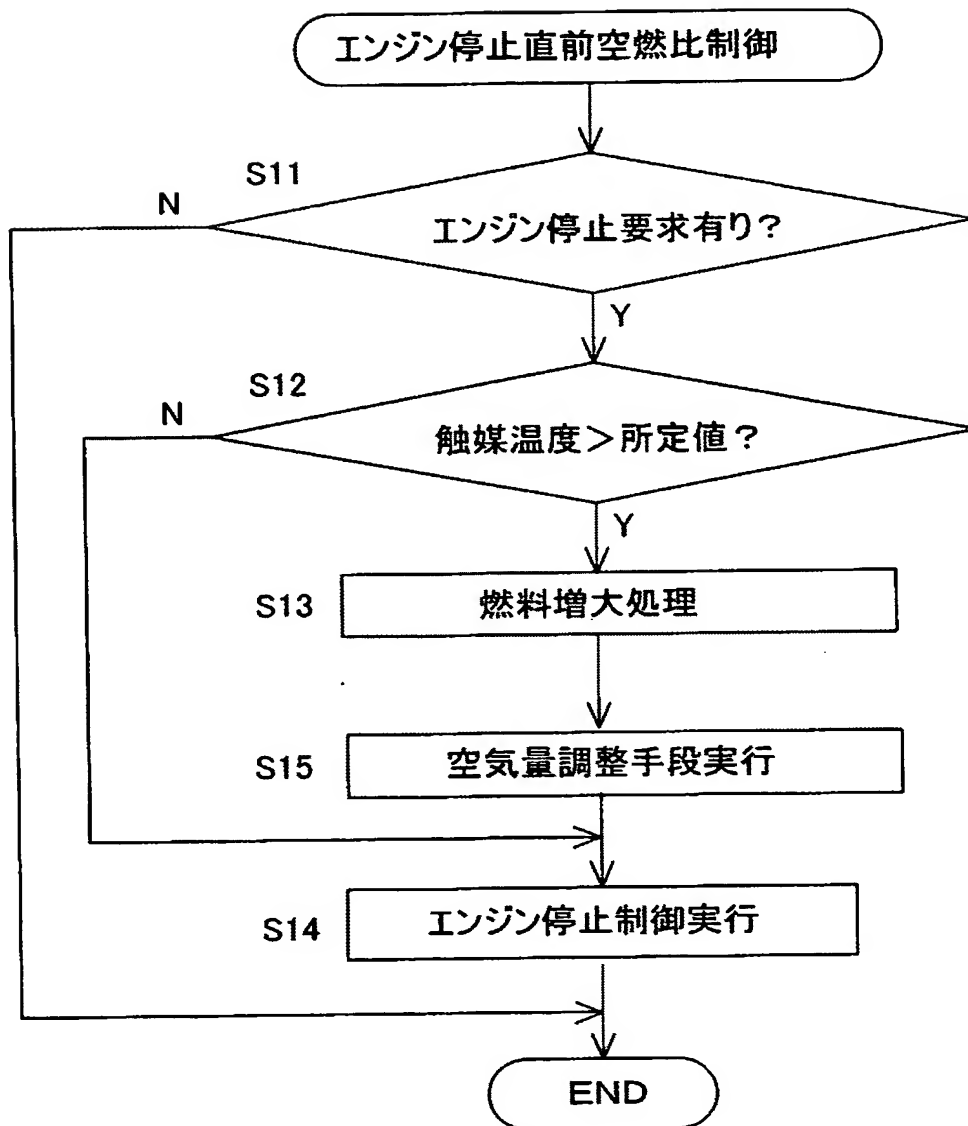 エンジン停止直前空燃比制御
S11
N
エンジン停止要求有り?
Y
S12
N
触媒温度>所定値?
Y
S13
燃料増大処理
S15
空気量調整手段実行
S14
エンジン停止制御実行
END